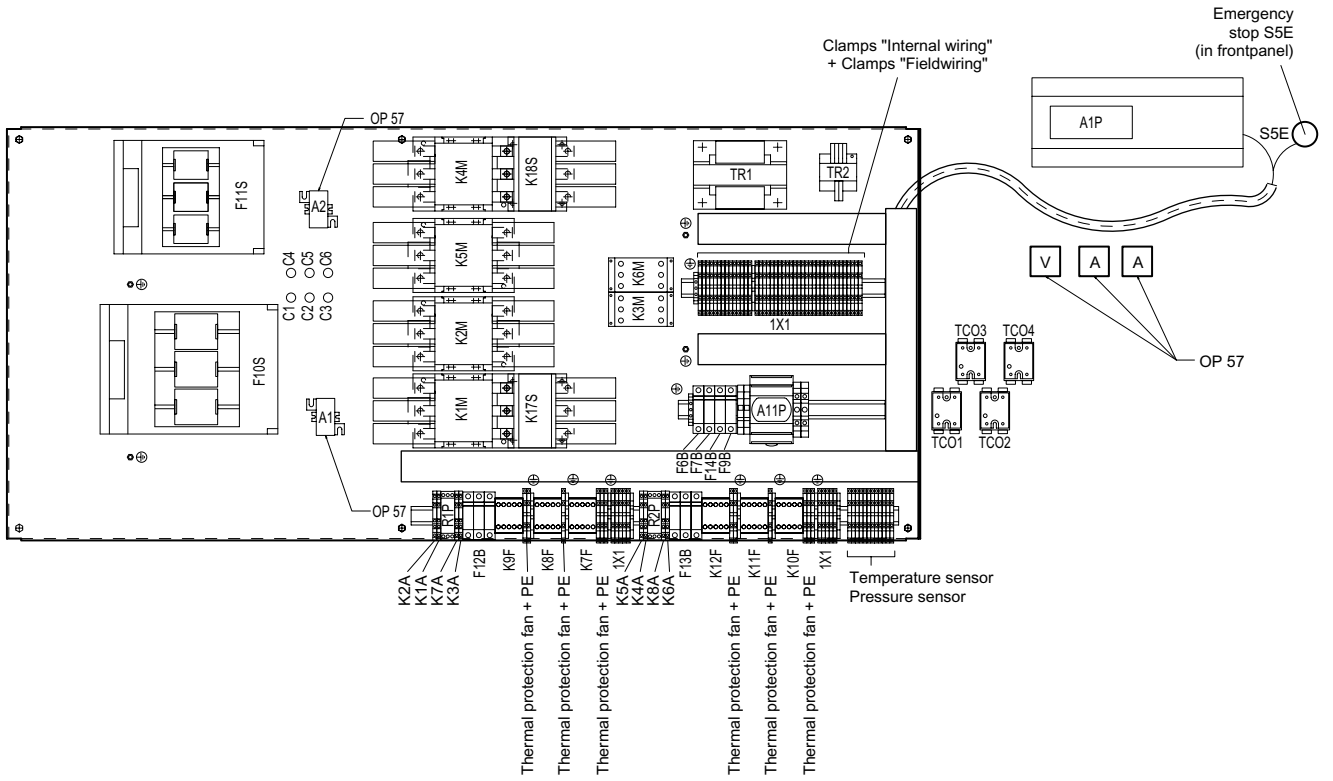 Emergency
stop S5E
(in frontpanel)
Clamps "Internal wiring"
+ Clamps "Fieldwiring"
A1P
S5E
OP 57
F11S
A2
K4M
K18S
TR1
TR2
C4
C5
C6
C1
C2
C3
K5M
K6M
K3M
1X1
V
A
A
OP 57
TCO3
TCO4
TCO1
TCO2
K2M
F10S
A1
K1M
K17S
A11P
F6B
F7B
F14B
F9B
OP 57
R1P
R2P
K2A
K1A
K7A
K3A
F12B
K9F
K8F
K7F
1X1
K5A
K4A
K8A
K6A
F13B
K12F
K11F
K10F
1X1
Temperature sensor
Pressure sensor
Thermal protection fan + PE
Thermal protection fan + PE
Thermal protection fan + PE
Thermal protection fan + PE
Thermal protection fan + PE
Thermal protection fan + PE